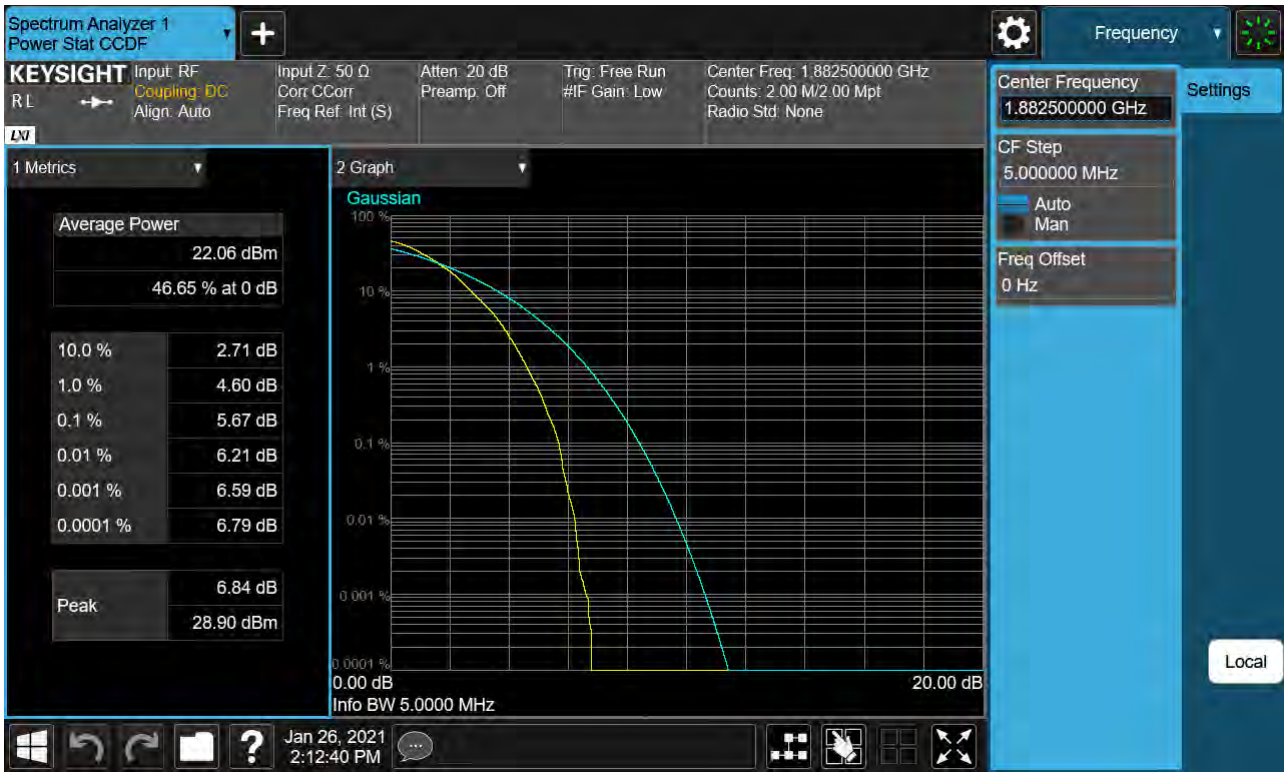 Spectrum Analyzer 1
Power Stat CCDF
Frequency
KEYSIGHT
R L
LXI
Input: RF
Coupling: DC
Align: Auto
Input Z: 50 Ω
Corr CCorr
Freq Ref: Int (S)
Atten: 20 dB
Preamp: Off
Trig: Free Run
#IF Gain: Low
Center Freq: 1.882500000 GHz
Counts: 2.00 M/2.00 Mpt
Radio Std: None
Center Frequency
1.882500000 GHz
Settings
CF Step
5.000000 MHz
Auto
Man
Freq Offset
0 Hz
1 Metrics
Average Power
22.06 dBm
46.65 % at 0 dB
10.0 % 2.71 dB
1.0 % 4.60 dB
0.1 % 5.67 dB
0.01 % 6.21 dB
0.001 % 6.59 dB
0.0001 % 6.79 dB
Peak
6.84 dB
28.90 dBm
2 Graph
Gaussian
100 %
10 %
1 %
0.1 %
0.01 %
0.001 %
0.0001 %
0.00 dB 20.00 dB
Info BW 5.0000 MHz
Local
?
Jan 26, 2021
2:12:40 PM